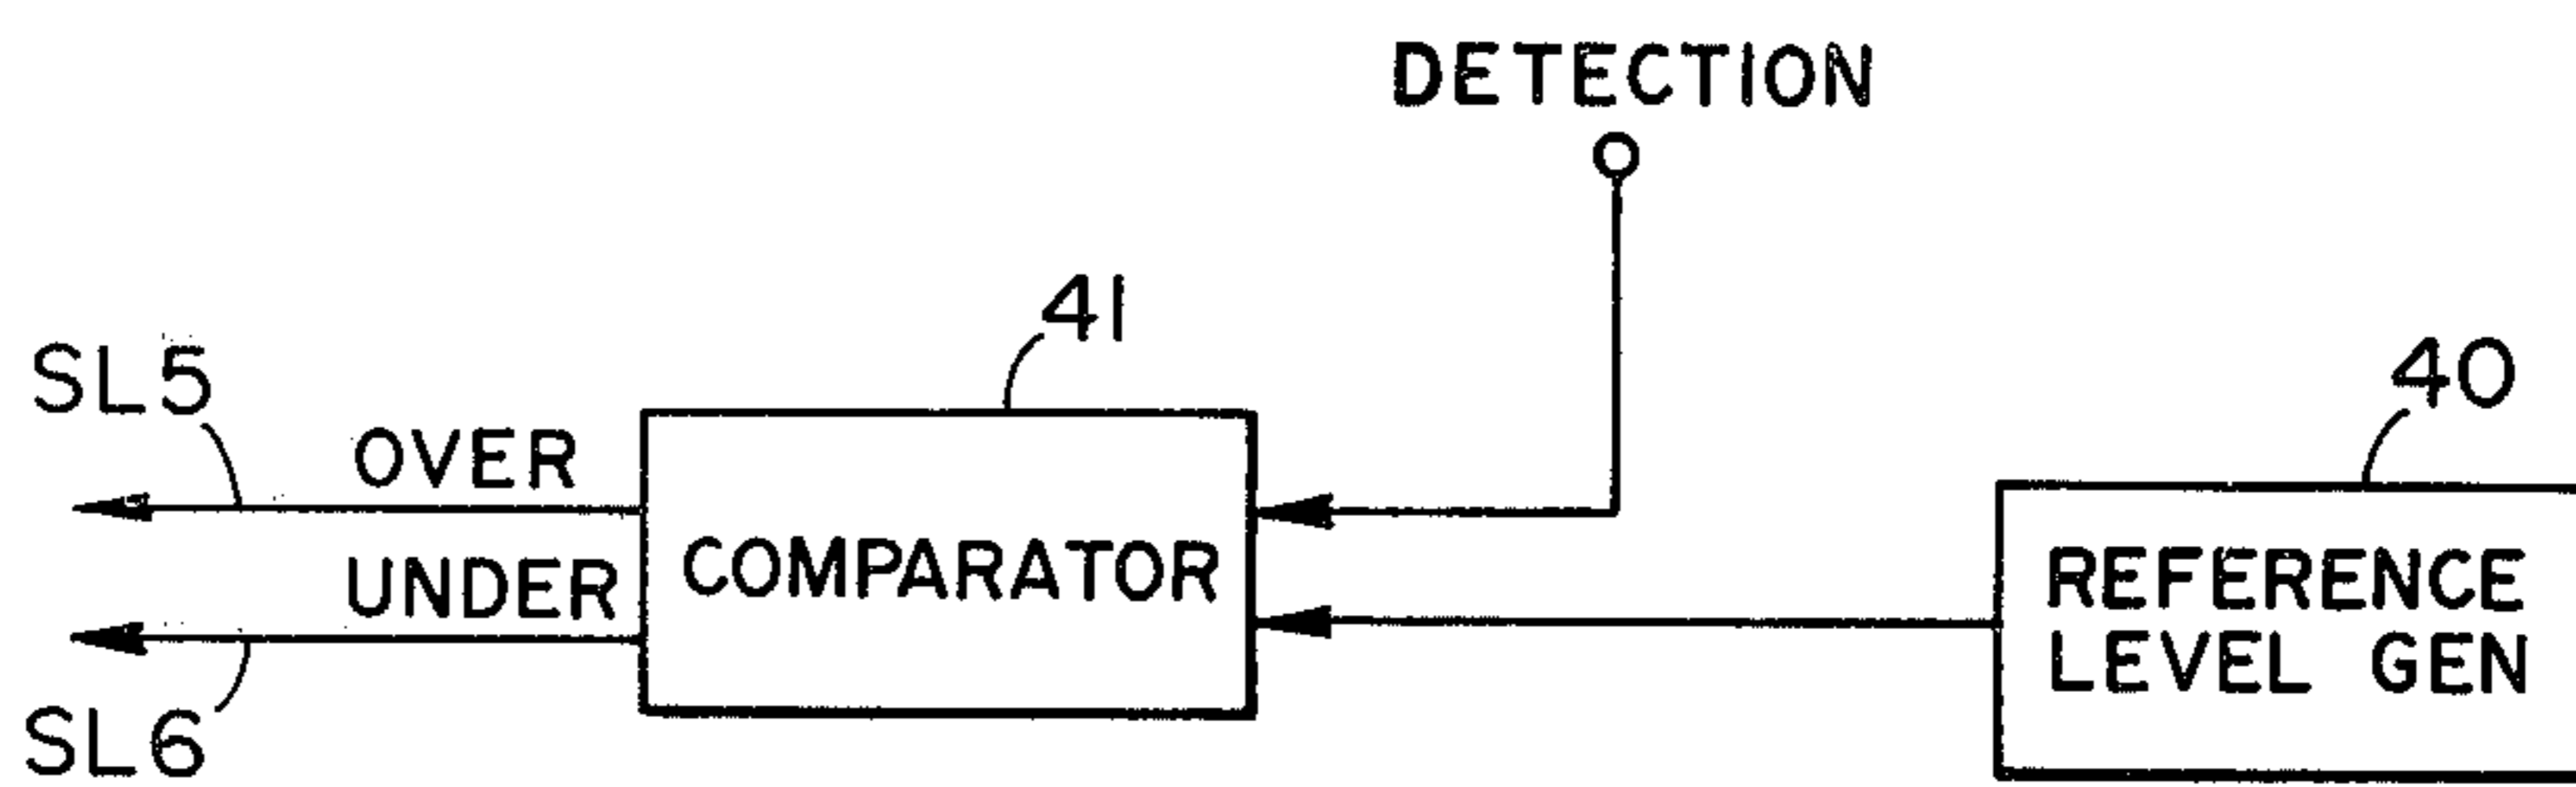 DETECTION
41
40
SL5
OVER
COMPARATOR
REFERENCE
LEVEL GEN
UNDER
SL6